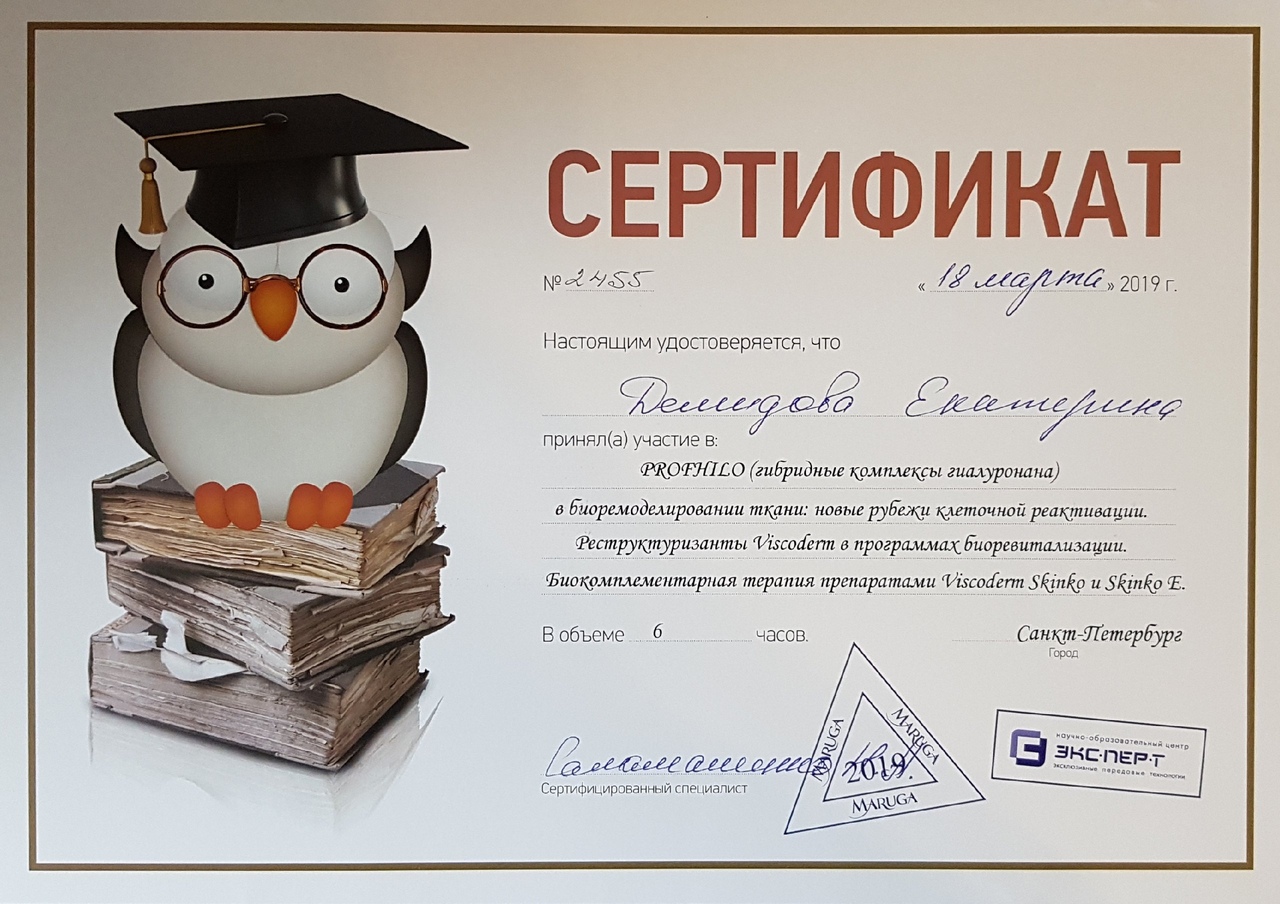 СЕРТИФИКАТ
№ 2455 « 18 марта » 2019 г.
Настоящим удостоверяется, что
Демидова Екатерина
принял(а) участие в:
PROFHILO (гибридные комплексы гиалуронана)
в биоремоделировании ткани: новые рубежи клеточной реактивации.
Реструктуризанты Viscoderm в программах биоревитализации.
Биокомплементарная терапия препаратами Viscoderm Skinko и Skinko E.
В объеме 6 часов. Санкт-Петербург
Город
Сертифицированный специалист
MARUGA
MARUGA
2019
MARUGA
научно-образовательный центр
ЭКС·ПЕР·Т
эксклюзивные передовые технологии